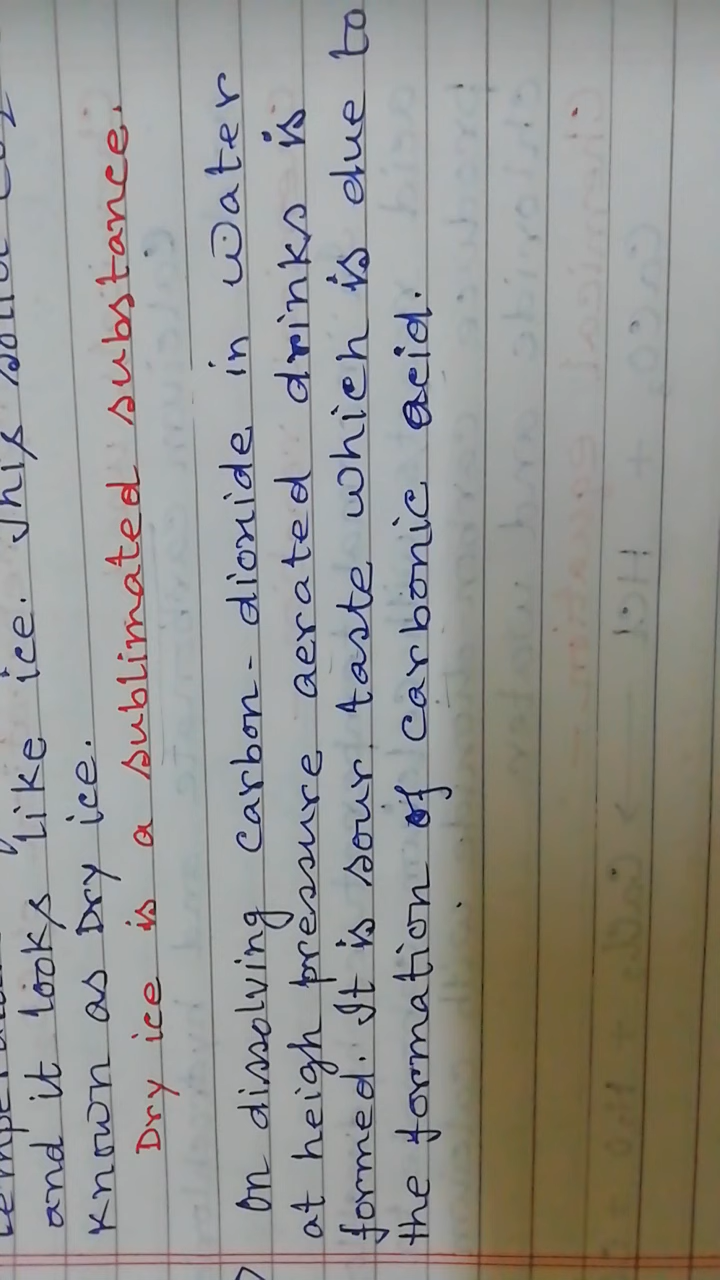 and it looks like ice. This solid CO2
known as Dry ice.
Dry ice is a sublimated substance.
On dissolving carbon-dioxide in water
at heigh pressure aerated drinks is
formed. It is sour taste which is due to
the formation of carbonic acid.